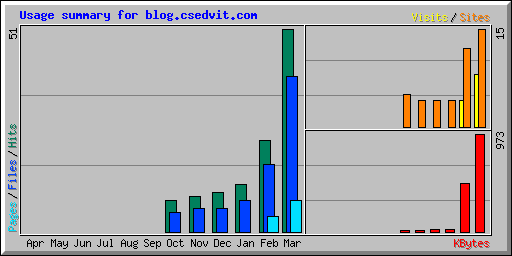 Usage summary for blog.csedvit.com
Visits/Sites
51
15
973
Pages/Files/Hits
Apr May Jun Jul Aug Sep Oct Nov Dec Jan Feb Mar
KBytes